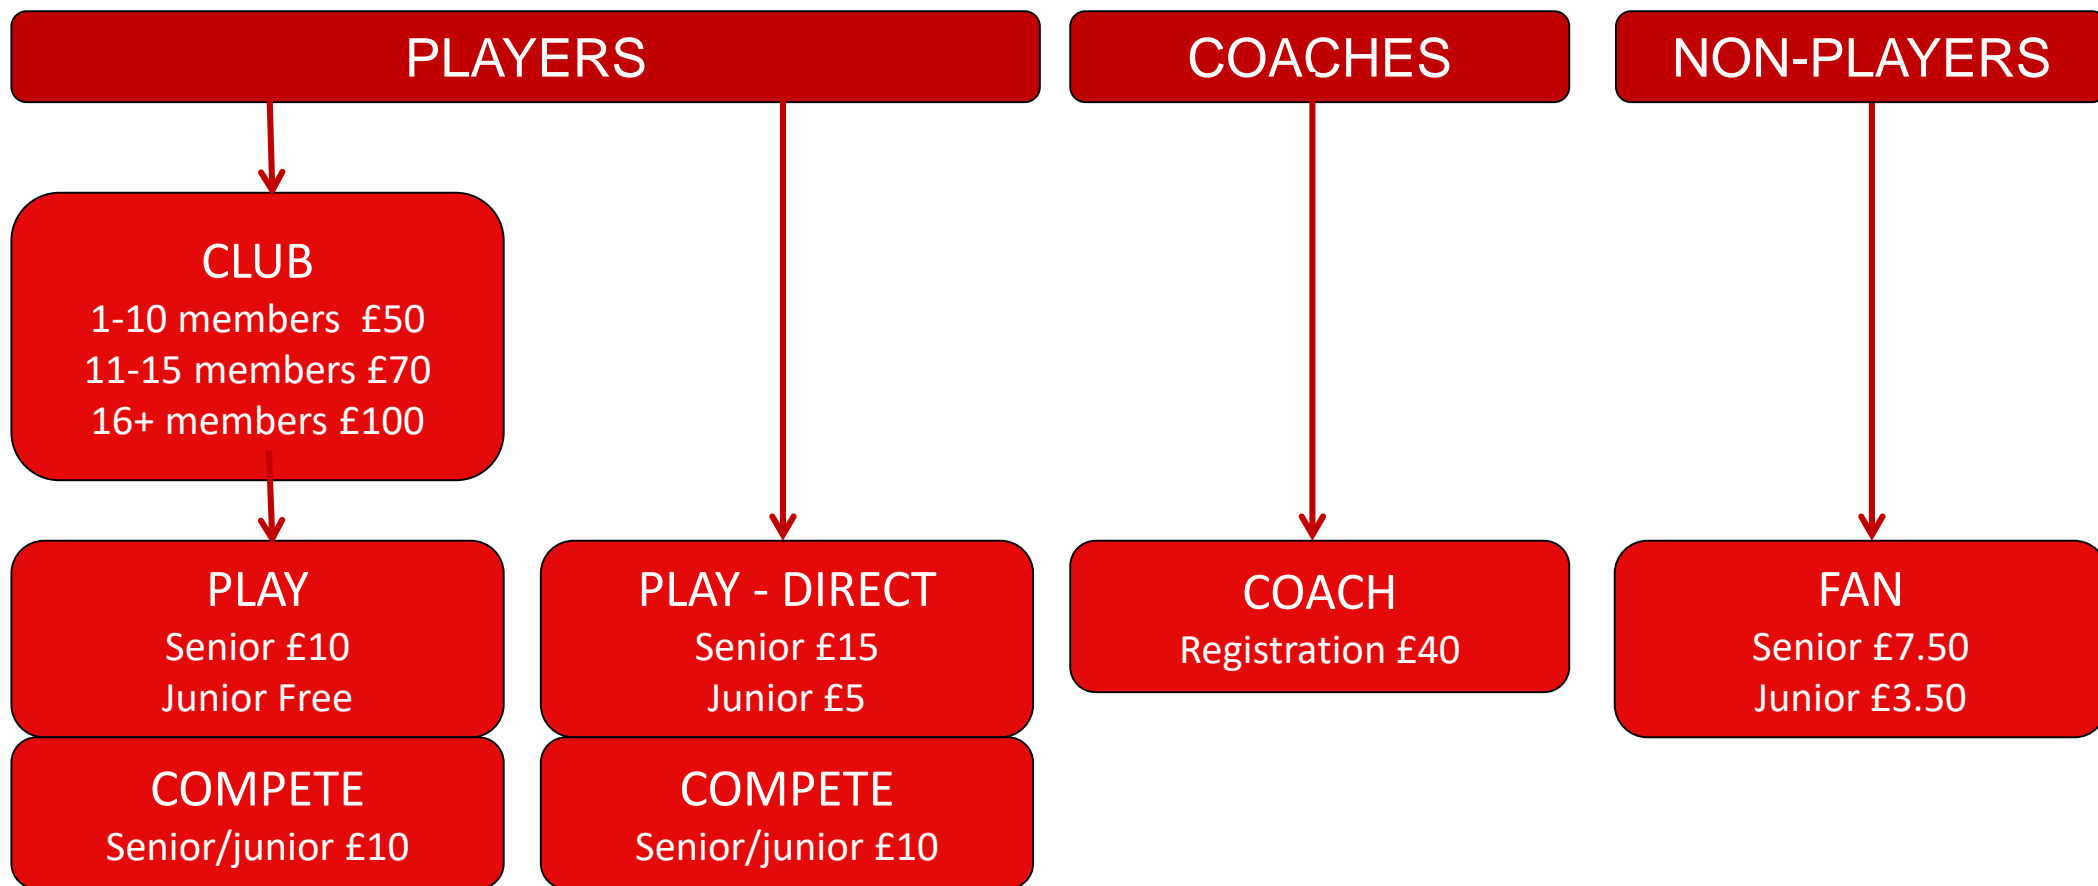 PLAYERS
COACHES
NON-PLAYERS
CLUB
1-10 members  £50
11-15 members £70
16+ members £100
PLAY
Senior £10
Junior Free
COMPETE
Senior/junior £10
PLAY - DIRECT
Senior £15
Junior £5
COMPETE
Senior/junior £10
COACH
Registration £40
FAN
Senior £7.50
Junior £3.50